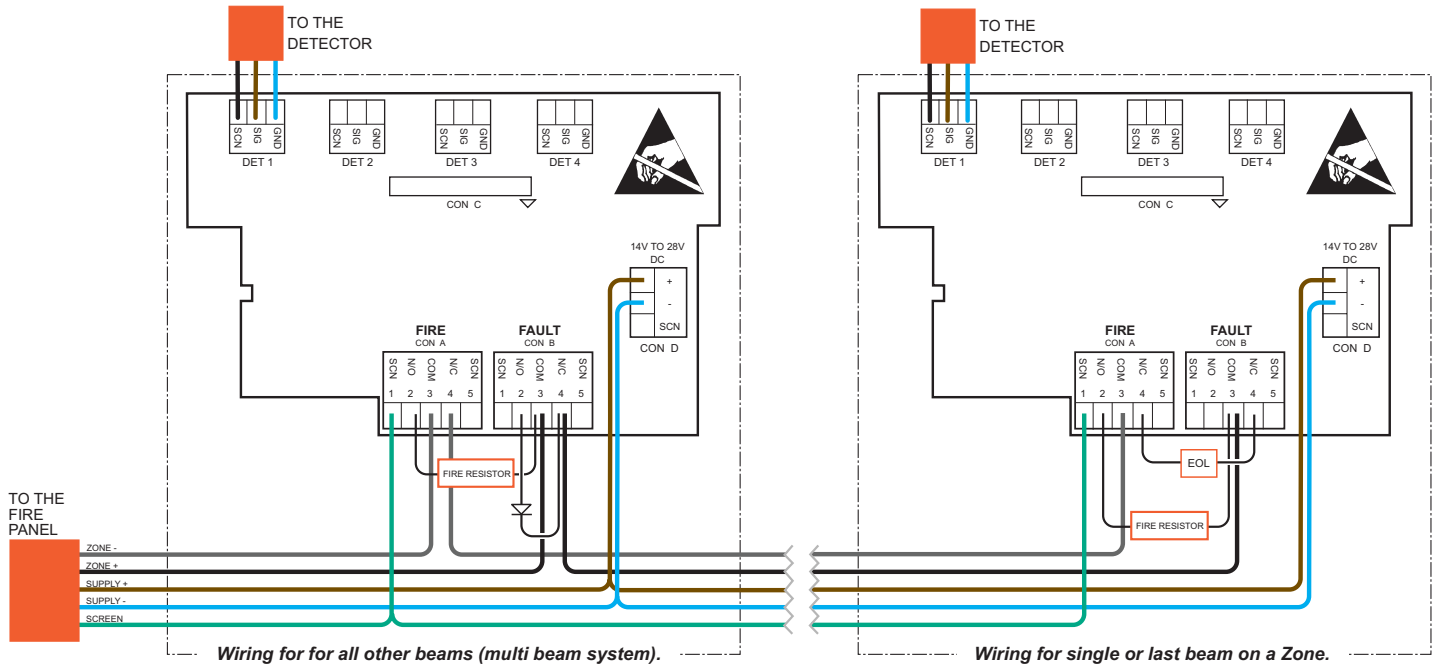 TO THE
DETECTOR
SCN SIG GND
DET 1
SCN SIG GND
DET 2
SCN SIG GND
DET 3
SCN SIG GND
DET 4
CON C
14V TO 28V
DC
+
-
SCN
CON D
FIRE
CON A
SCN N/O COM N/C SCN
1 2 3 4 5
FAULT
CON B
SCN N/O COM N/C SCN
1 2 3 4 5
FIRE RESISTOR
TO THE
FIRE
PANEL
ZONE -
ZONE +
SUPPLY +
SUPPLY -
SCREEN
Wiring for for all other beams (multi beam system).
TO THE
DETECTOR
SCN SIG GND
DET 1
SCN SIG GND
DET 2
SCN SIG GND
DET 3
SCN SIG GND
DET 4
CON C
14V TO 28V
DC
+
-
SCN
CON D
FIRE
CON A
SCN N/O COM N/C SCN
1 2 3 4 5
FAULT
CON B
SCN N/O COM N/C SCN
1 2 3 4 5
EOL
FIRE RESISTOR
Wiring for single or last beam on a Zone.